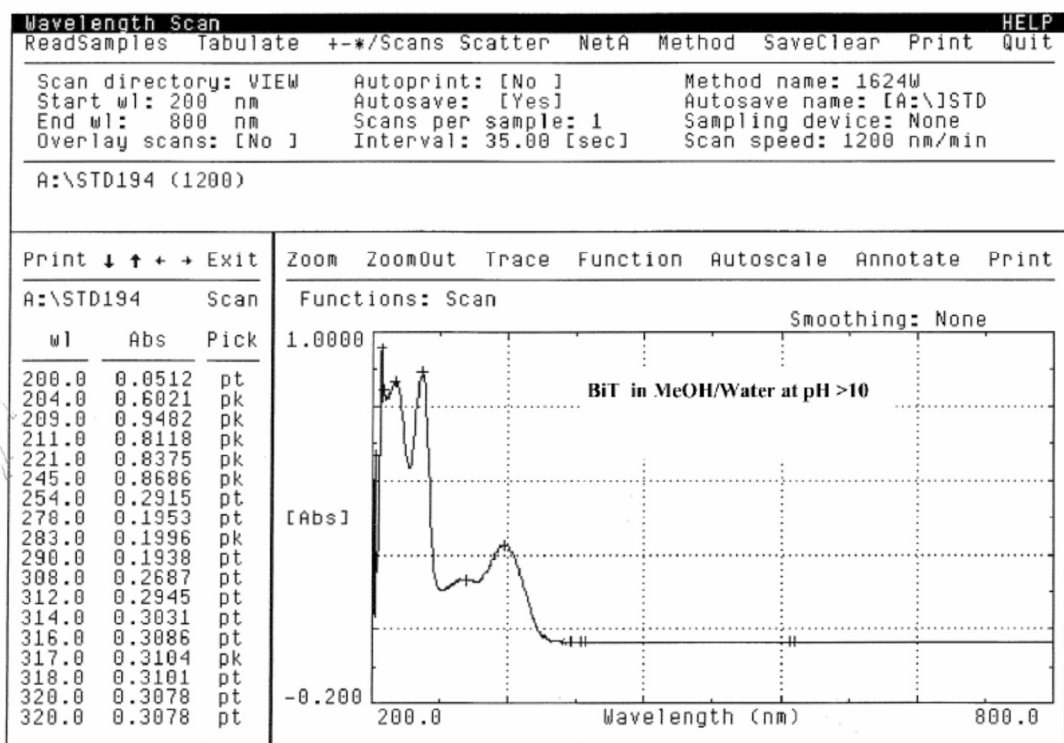 Wavelength Scan HELP
ReadSamples Tabulate +-*/Scans Scatter NetA Method SaveClear Print Quit
Scan directory: VIEW Autoprint: [No ] Method name: 1624W
Start wl: 200 nm Autosave: [Yes] Autosave name: [A:\]STD
End wl: 800 nm Scans per sample: 1 Sampling device: None
Overlay scans: [No ] Interval: 35.00 [sec] Scan speed: 1200 nm/min
A:\STD194 (1200)
Print ↓ ↑ ← → Exit
A:\STD194 Scan
wl Abs Pick
200.0 0.0512 pt
204.0 0.6021 pk
209.0 0.9482 pk
211.0 0.8118 pk
221.0 0.8375 pk
245.0 0.8686 pk
254.0 0.2915 pt
278.0 0.1953 pt
283.0 0.1996 pk
290.0 0.1938 pt
308.0 0.2687 pt
312.0 0.2945 pt
314.0 0.3031 pt
316.0 0.3086 pt
317.0 0.3104 pk
318.0 0.3101 pt
320.0 0.3078 pt
320.0 0.3078 pt
Zoom ZoomOut Trace Function Autoscale Annotate Print
Functions: Scan
Smoothing: None
1.0000
BiT in MeOH/Water at pH >10
[Abs]
-0.200
200.0 Wavelength (nm) 800.0